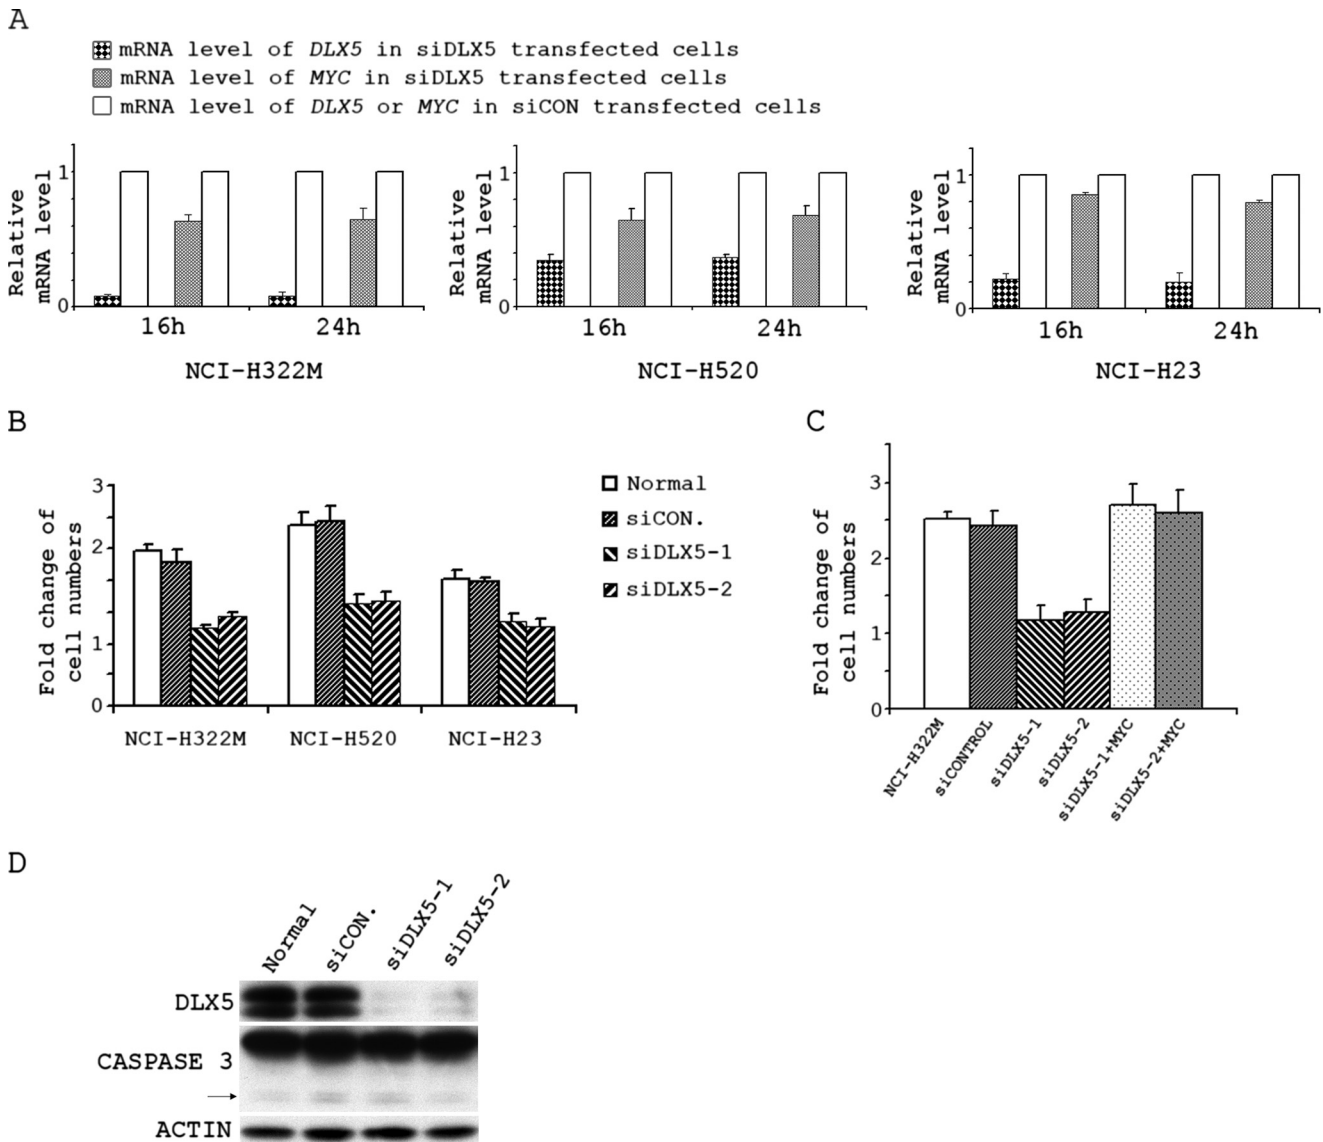 A
mRNA level of DLX5 in siDLX5 transfected cells
mRNA level of MYC in siDLX5 transfected cells
mRNA level of DLX5 or MYC in siCON transfected cells
Relative
mRNA level
1
0
16h
24h
NCI-H322M
Relative
mRNA level
1
0
16h
24h
NCI-H520
Relative
mRNA level
1
0
16h
24h
NCI-H23
B
Fold change of
cell numbers
3
2
1
0
NCI-H322M
NCI-H520
NCI-H23
Normal
siCON.
siDLX5-1
siDLX5-2
C
Fold change of
cell numbers
3
2
1
0
NCI-H322M
siCONTROL
siDLX5-1
siDLX5-2
siDLX5-1+MYC
siDLX5-2+MYC
D
Normal
siCON.
siDLX5-1
siDLX5-2
DLX5
CASPASE 3
ACTIN